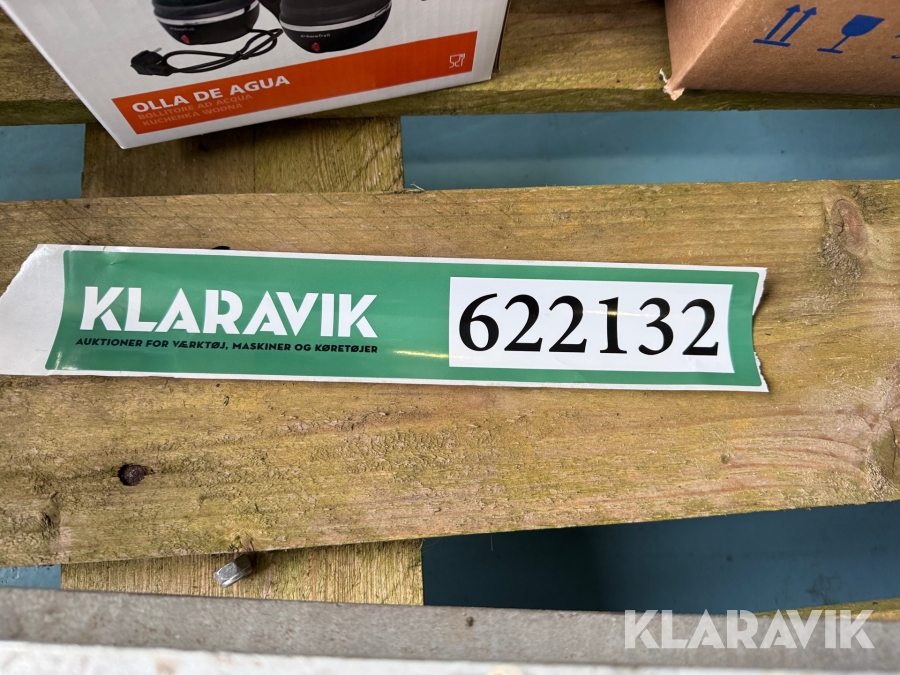 OLLA DE AGUA
BOLLITORE AD ACQUA
KUCHENKA WODNA
KLARAVIK
AUKTIONER FOR VÆRKTØJ, MASKINER OG KØRETØJER
622132
KLARAVIK